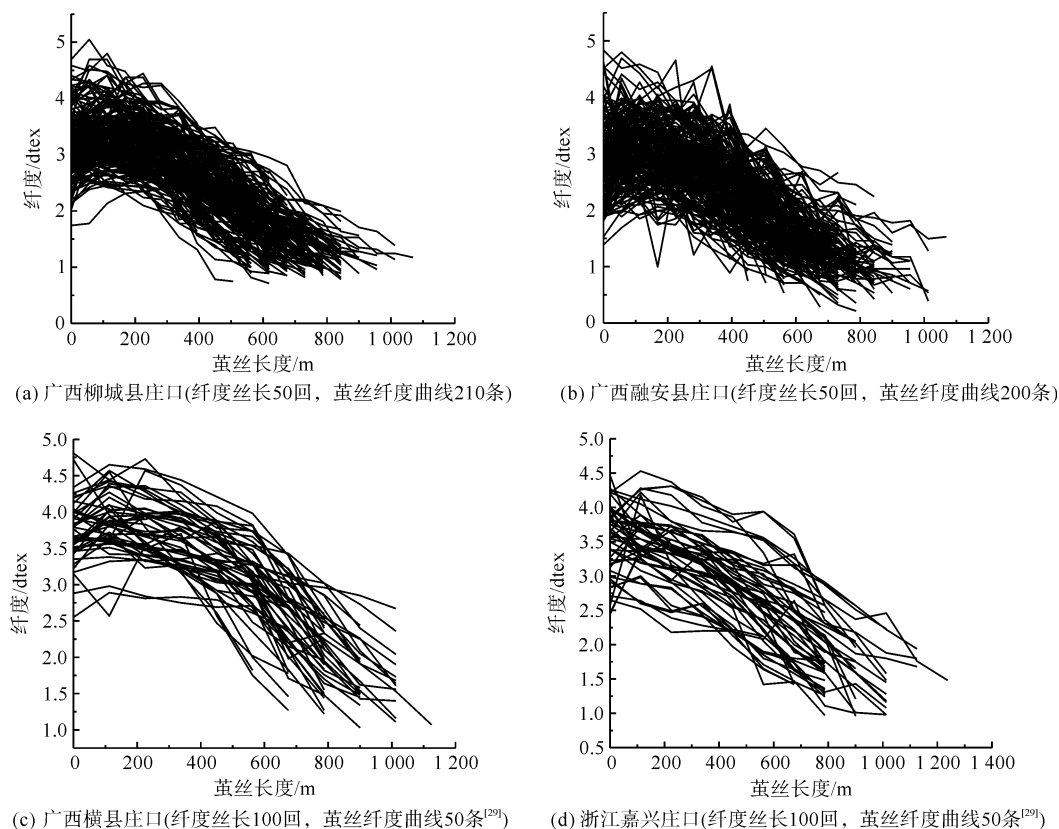 5
4
3
2
1
0
纤度/dtex
0 200 400 600 800 1 000 1 200
茧丝长度/m
(a) 广西柳城县庄口(纤度丝长50回，茧丝纤度曲线210条)
5
4
3
2
1
0
纤度/dtex
0 200 400 600 800 1 000 1 200
茧丝长度/m
(b) 广西融安县庄口(纤度丝长50回，茧丝纤度曲线200条)
5.0
4.5
4.0
3.5
3.0
2.5
2.0
1.5
1.0
纤度/dtex
0 200 400 600 800 1 000 1 200
茧丝长度/m
(c) 广西横县庄口(纤度丝长100回，茧丝纤度曲线50条[29])
5.0
4.5
4.0
3.5
3.0
2.5
2.0
1.5
1.0
0.5
纤度/dtex
0 200 400 600 800 1 000 1 200 1 400
茧丝长度/m
(d) 浙江嘉兴庄口(纤度丝长100回，茧丝纤度曲线50条[29])